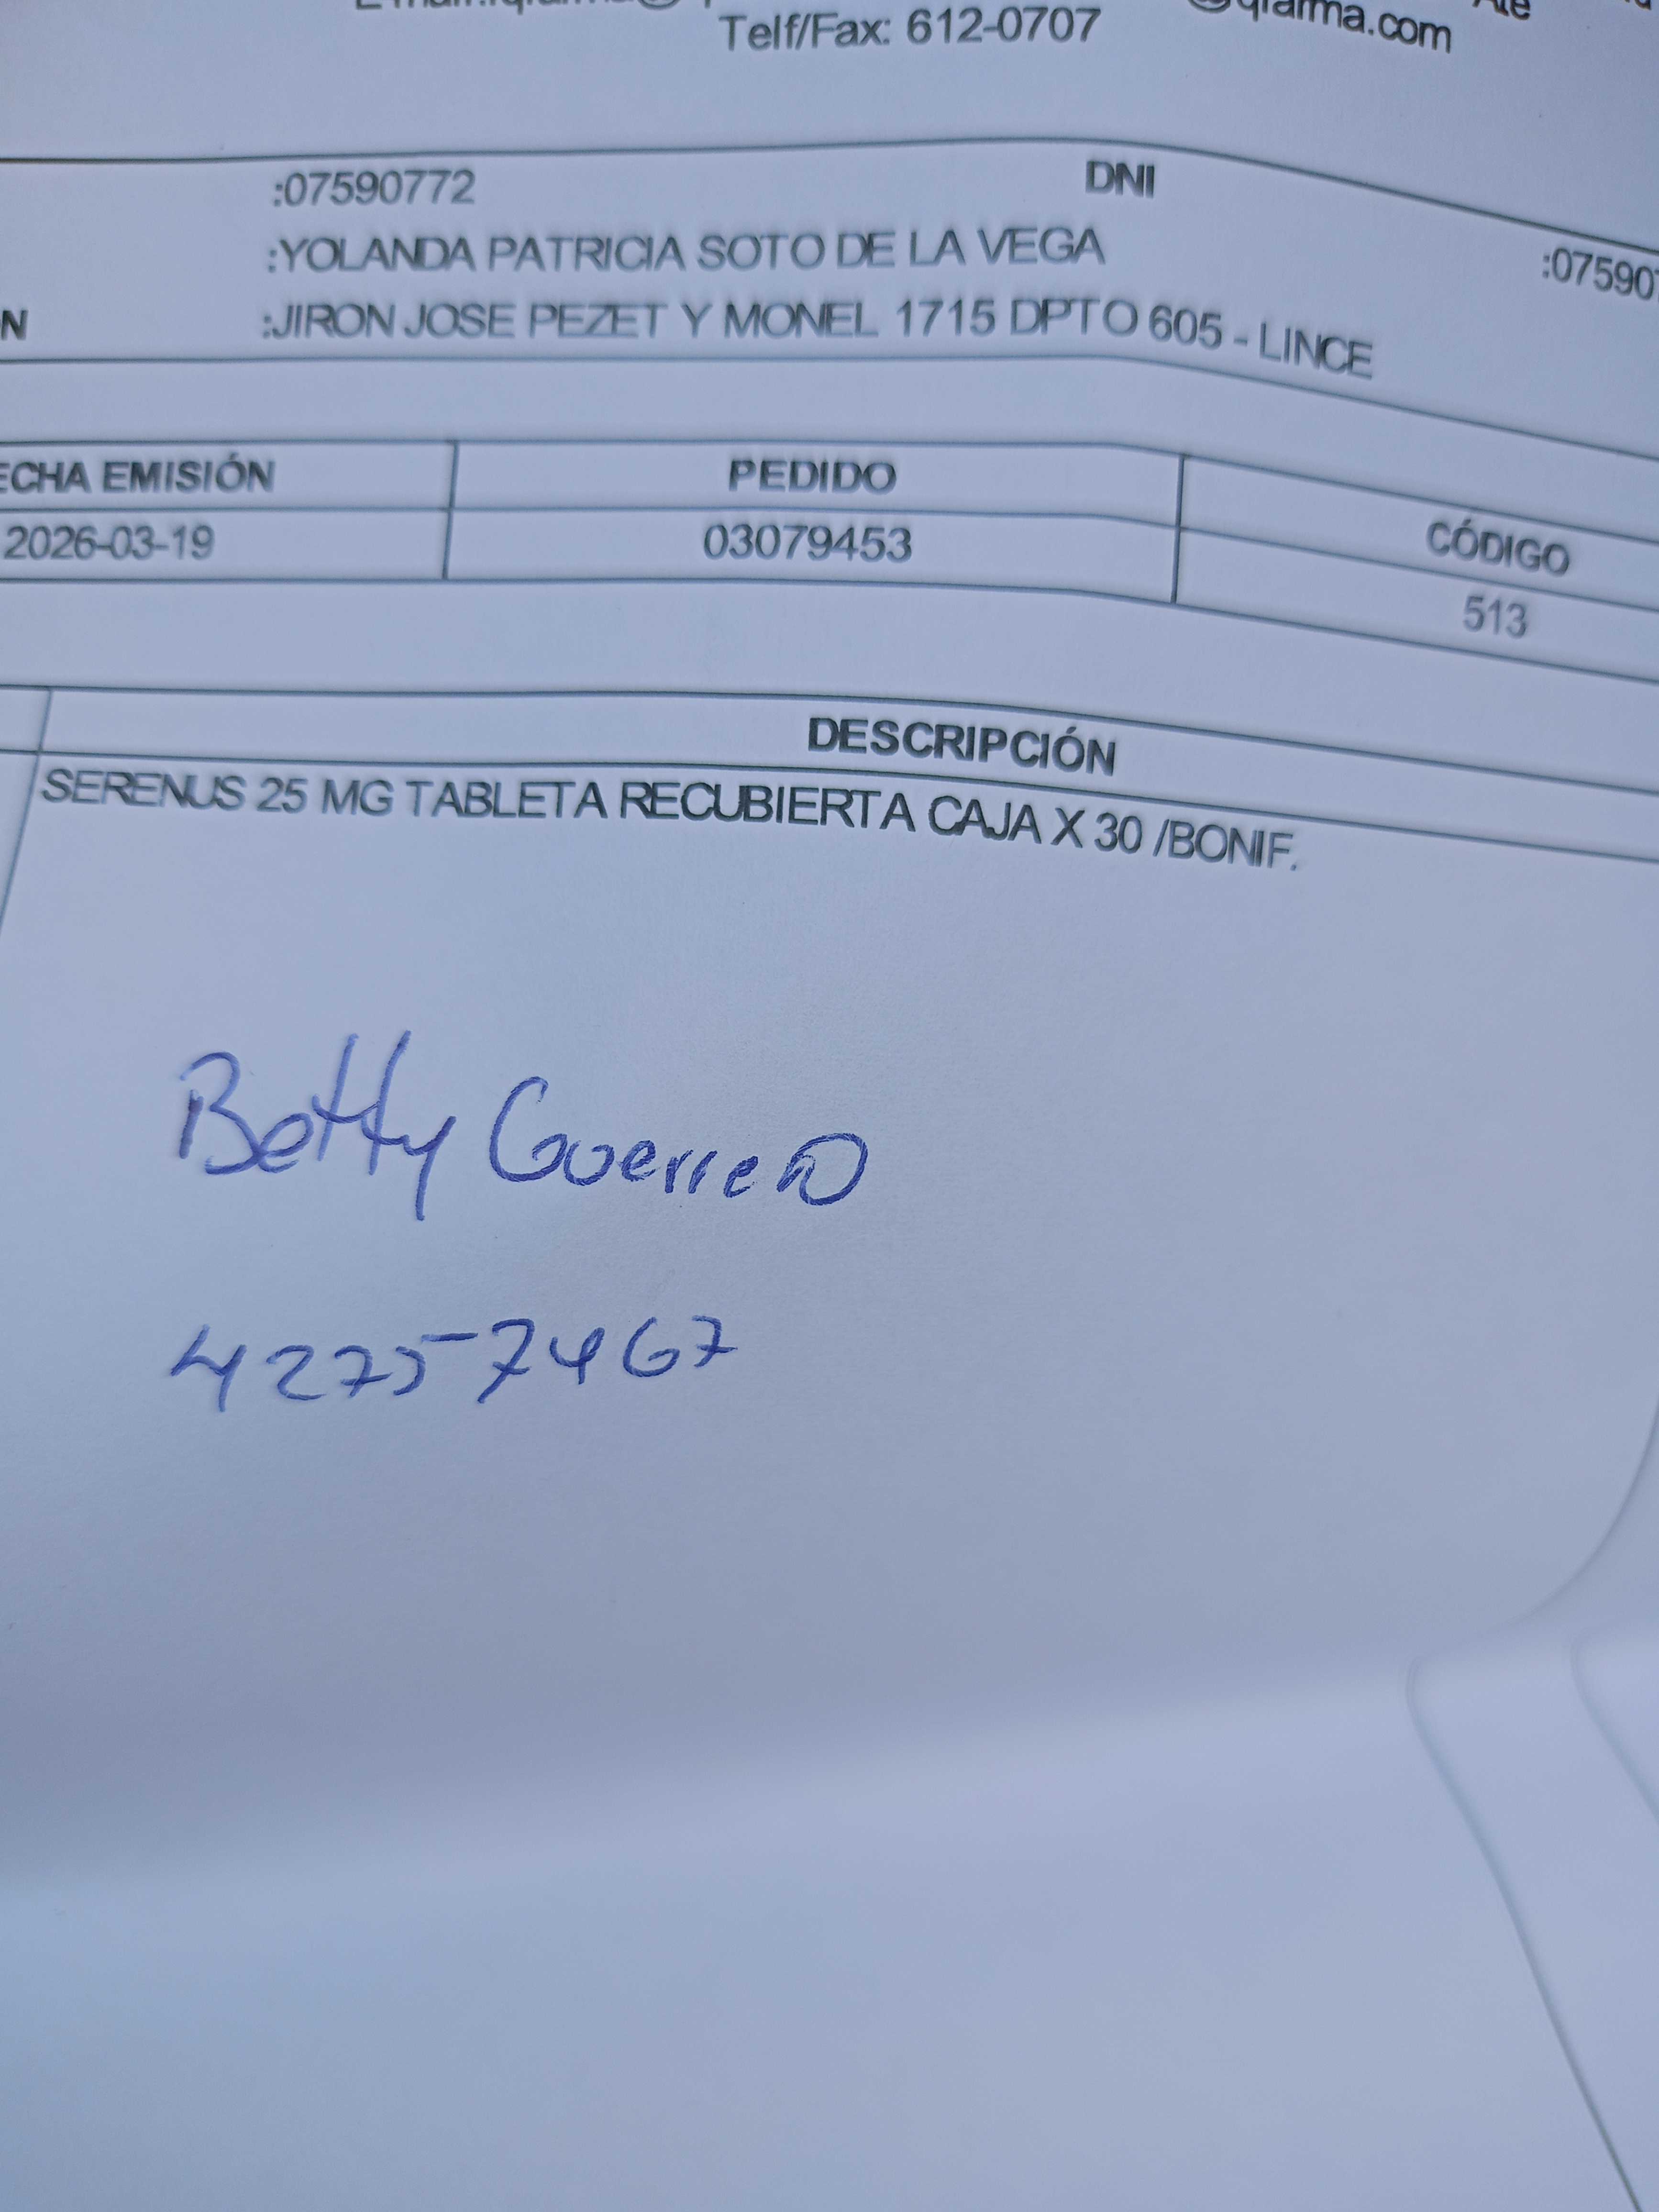 Telf/Fax: 612-0707
@qfarma.com
Ate
:07590772
DNI
:YOLANDA PATRICIA SOTO DE LA VEGA
:07590
N
:JIRON JOSE PEZET Y MONEL 1715 DPTO 605 - LINCE
ECHA EMISIÓN
PEDIDO
CÓDIGO
2026-03-19
03079453
513
DESCRIPCIÓN
SERENUS 25 MG TABLETA RECUBIERTA CAJA X 30 /BONIF.
Betty Guerrero
42757467